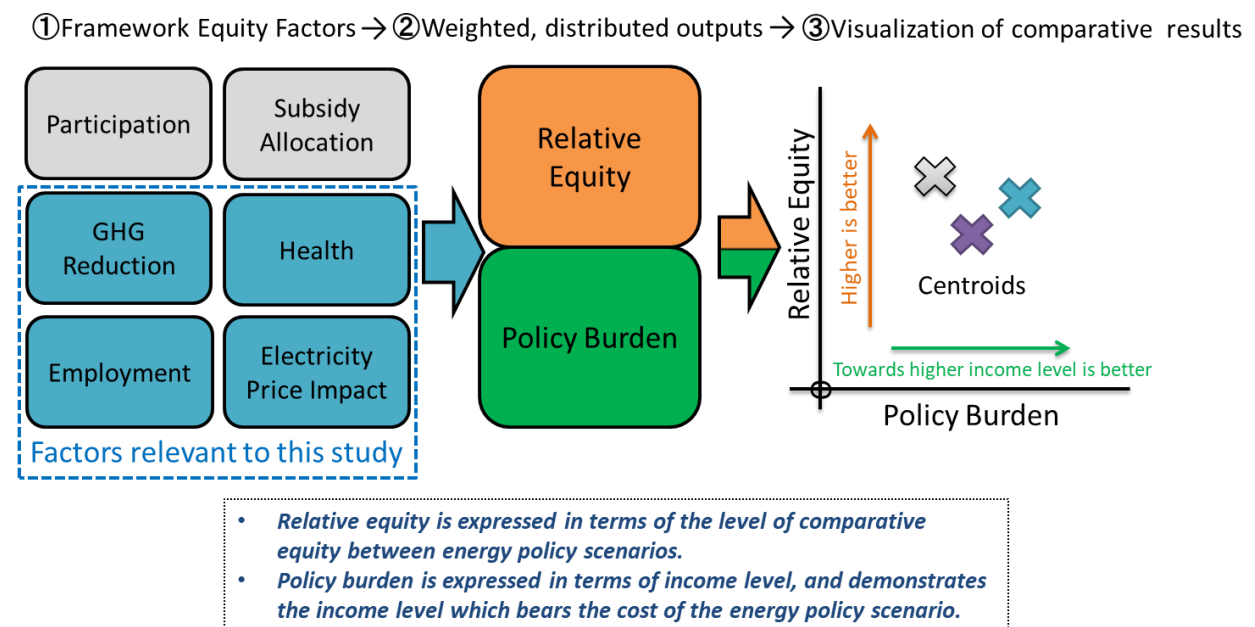 ①Framework Equity Factors → ②Weighted, distributed outputs → ③Visualization of comparative results
Participation
Subsidy
Allocation
GHG
Reduction
Health
Employment
Electricity
Price Impact
Factors relevant to this study
Relative
Equity
Policy Burden
Relative Equity
Higher is better
Centroids
Towards higher income level is better
Policy Burden
• Relative equity is expressed in terms of the level of comparative
equity between energy policy scenarios.
• Policy burden is expressed in terms of income level, and demonstrates
the income level which bears the cost of the energy policy scenario.